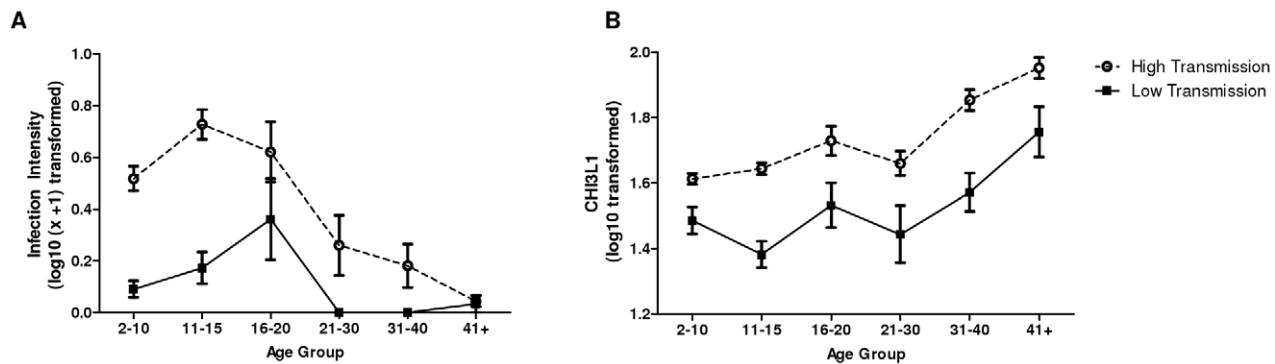 A
Infection Intensity
(log10 (x +1) transformed)
1.0
0.8
0.6
0.4
0.2
0.0
2-10 11-15 16-20 21-30 31-40 41+
Age Group
B
CHI3L1
(log10 transformed)
2.0
1.8
1.6
1.4
1.2
2-10 11-15 16-20 21-30 31-40 41+
Age Group
High Transmission
Low Transmission